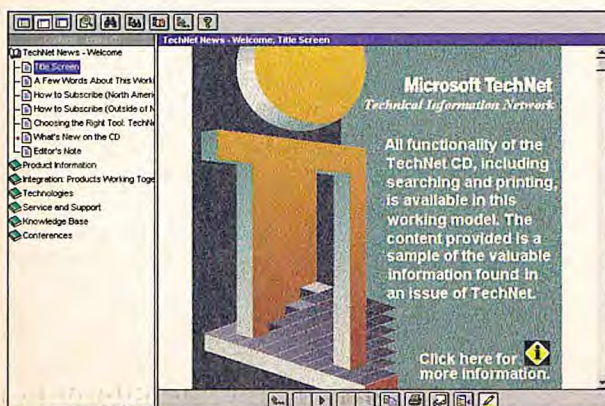 TechNet News - Welcome, Title Screen
TechNet News - Welcome
Title Screen
A Few Words About This Worki
How to Subscribe (North Ameri
How to Subscribe (Outside of N
Choosing the Right Tool: TechNe
What's New on the CD
Editor's Note
Product Information
Integration: Products Working Toge
Technologies
Service and Support
Knowledge Base
Conferences
Microsoft TechNet
Technical Information Network
All functionality of the
TechNet CD, including
searching and printing,
is available in this
working model. The
content provided is a
sample of the valuable
information found in
an issue of TechNet.
Click here for
more information.